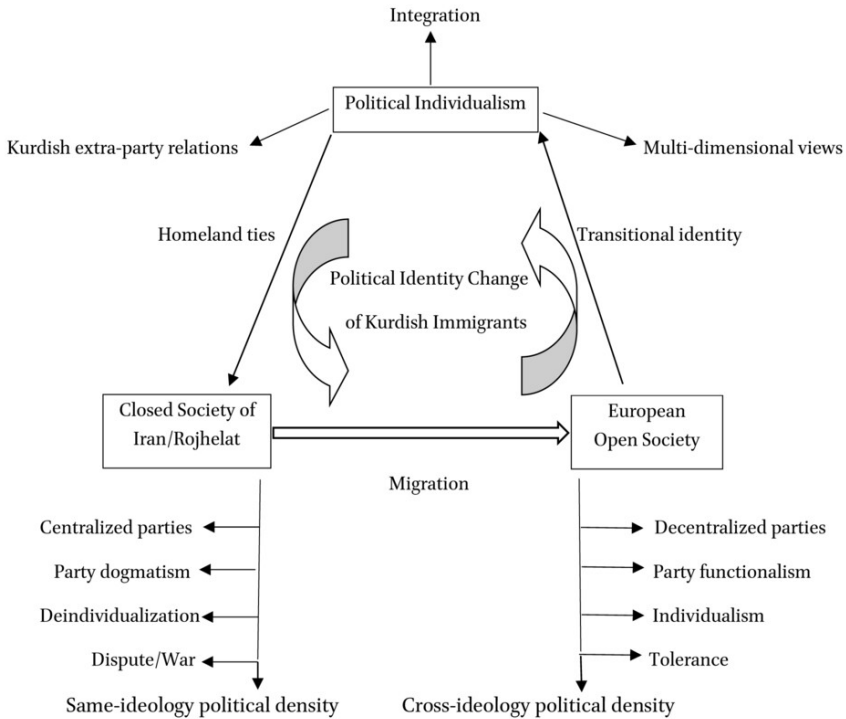 Integration
Political Individualism
Kurdish extra-party relations
Multi-dimensional views
Homeland ties
Transitional identity
Political Identity Change
of Kurdish Immigrants
Closed Society of
Iran/Rojhelat
European
Open Society
Migration
Centralized parties
Decentralized parties
Party dogmatism
Party functionalism
Deindividualization
Individualism
Dispute/War
Tolerance
Same-ideology political density
Cross-ideology political density